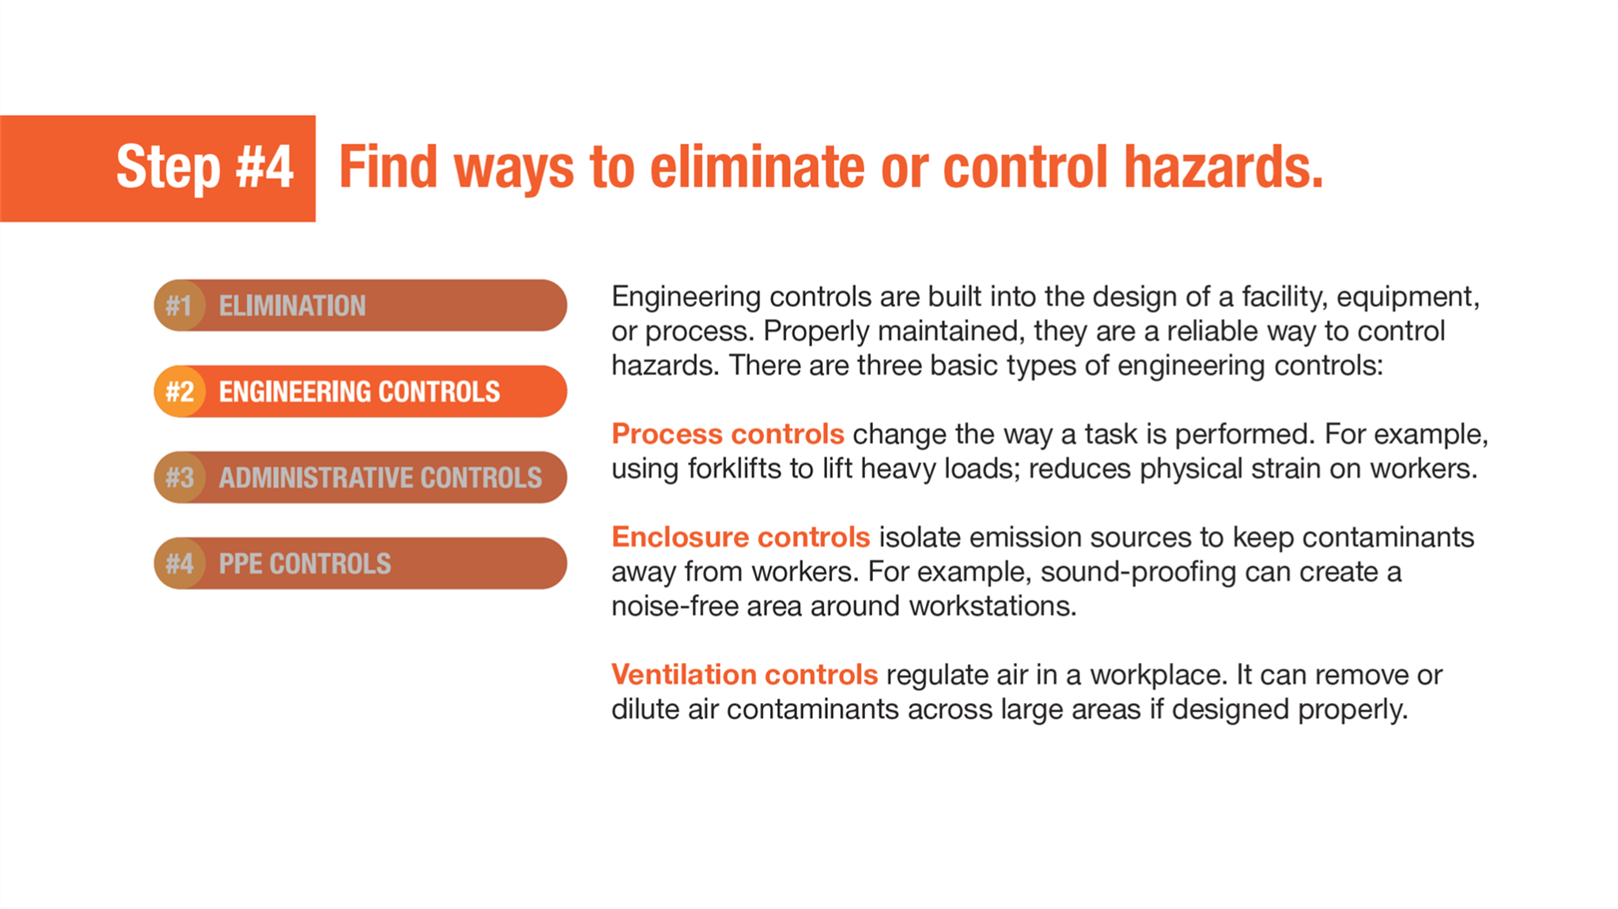 Step #4 Find ways to eliminate or control hazards.
#1 ELIMINATION
#2 ENGINEERING CONTROLS
#3 ADMINISTRATIVE CONTROLS
#4 PPE CONTROLS
Engineering controls are built into the design of a facility, equipment,
or process. Properly maintained, they are a reliable way to control
hazards. There are three basic types of engineering controls:
Process controls change the way a task is performed. For example,
using forklifts to lift heavy loads; reduces physical strain on workers.
Enclosure controls isolate emission sources to keep contaminants
away from workers. For example, sound-proofing can create a
noise-free area around workstations.
Ventilation controls regulate air in a workplace. It can remove or
dilute air contaminants across large areas if designed properly.